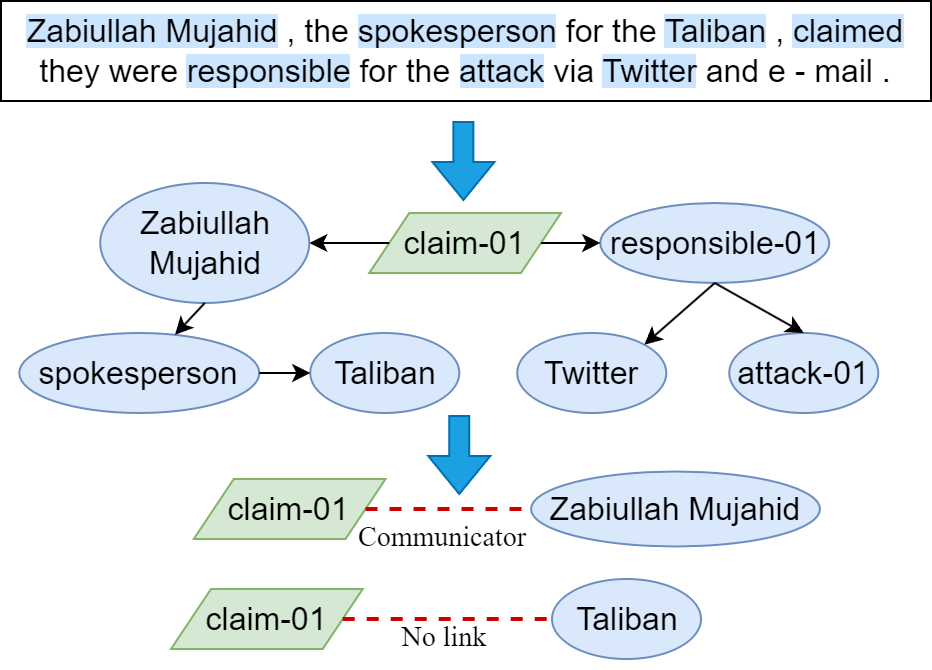 Zabiullah Mujahid , the spokesperson for the Taliban , claimed
they were responsible for the attack via Twitter and e - mail .
Zabiullah
Mujahid
claim-01
responsible-01
spokesperson
Taliban
Twitter
attack-01
claim-01
Communicator
Zabiullah Mujahid
claim-01
No link
Taliban